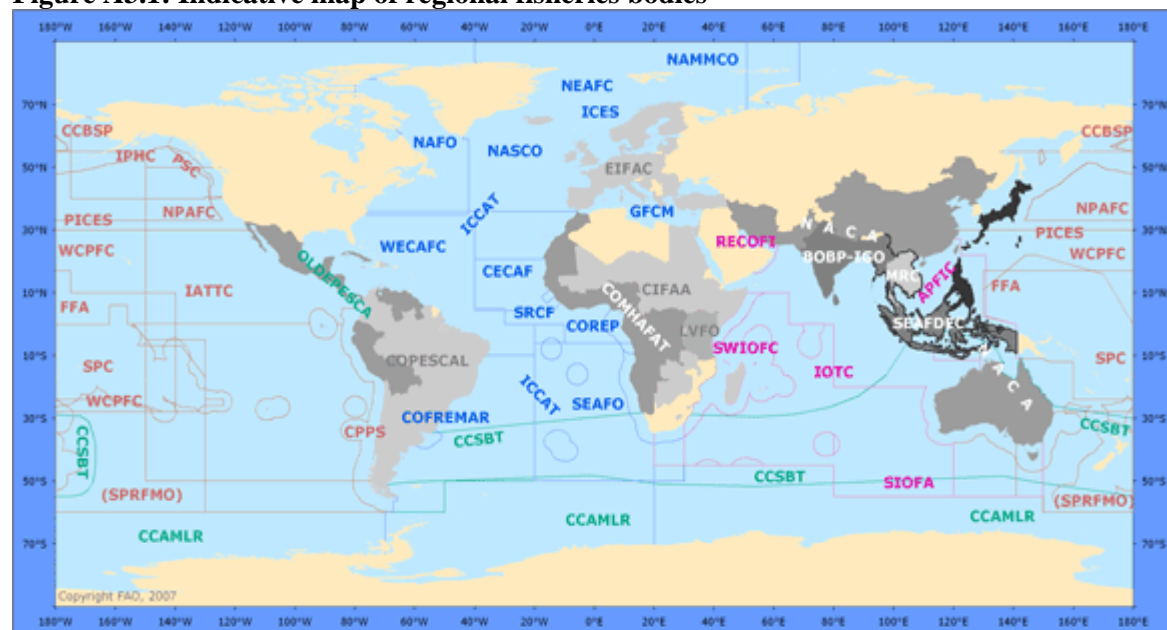 Figure A3.1: Indicative map of regional fisheries bodies
180°W 160°W 140°W 120°W 100°W 80°W 60°W 40°W 20°W 0°E 20°E 40°E 60°E 80°E 100°E 120°E 140°E 160°E 180°E
NAMMCO
NEAFC
70°N 70°N
ICES
CCBSP CCBSP
NAFO
NASCO
IPHC
PSC
50°N 50°N
EIFAC
NPAFC NPAFC
ICCAT
GFCM
PICES PICES
30°N 30°N
NACA
WCPFC WCPFC
WECAFC
RECOFI
OLDEPESCA
BOBP-IGO
CECAF
MRC
APFIC
IATTC
CIFAA
FFA FFA
10°N 10°N
COMHAFAT
SRCF
COREP
LVFO
SEAFDEC
SWIOFC
10°S 10°S
COPESCAL
SPC SPC
IOTC
NACA
ICCAT
WCPFC
SEAFO
30°S 30°S
COFREMAR
CPPS
CCSBT
CCSBT
CCSBT
CCSBT
50°S 50°S
SIOFA
(SPRFMO) (SPRFMO)
CCAMLR
CCAMLR
CCAMLR
70°S 70°S
Copyright FAO, 2007
180°W 160°W 140°W 120°W 100°W 80°W 60°W 40°W 20°W 0°E 20°E 40°E 60°E 80°E 100°E 120°E 140°E 160°E 180°E